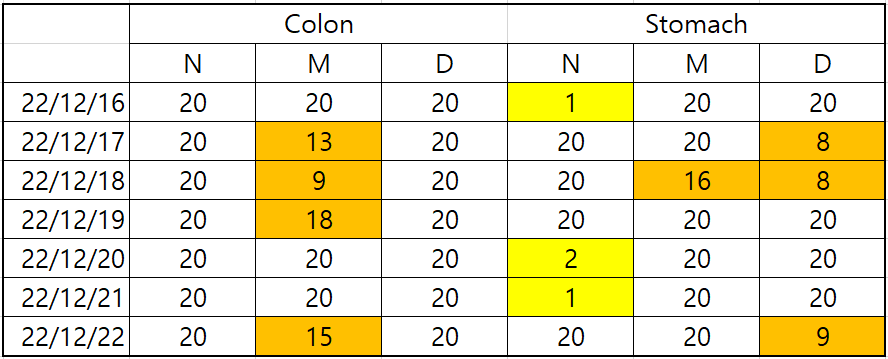 Colon Stomach
N M D N M D
22/12/16 20 20 20 1 20 20
22/12/17 20 13 20 20 20 8
22/12/18 20 9 20 20 16 8
22/12/19 20 18 20 20 20 20
22/12/20 20 20 20 2 20 20
22/12/21 20 20 20 1 20 20
22/12/22 20 15 20 20 20 9